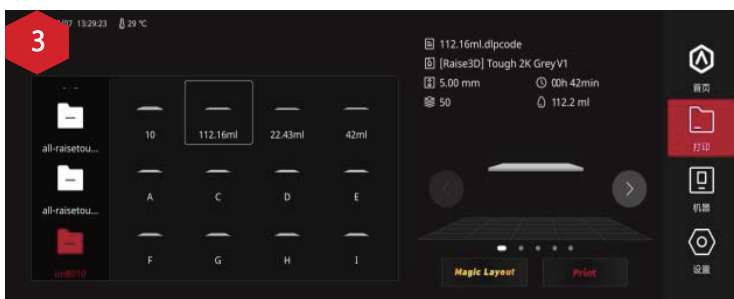 3
/07 13:29:23 29 ℃
112.16ml.dlpcode
[Raise3D] Tough 2K Grey V1
5.00 mm 00h 42min
50 112.2 ml
首页
打印
机器
设置
all-raisetou...
all-raisetou...
10 112.16ml 22.43ml 42ml
A C D E
F G H I
Magic Layout Print